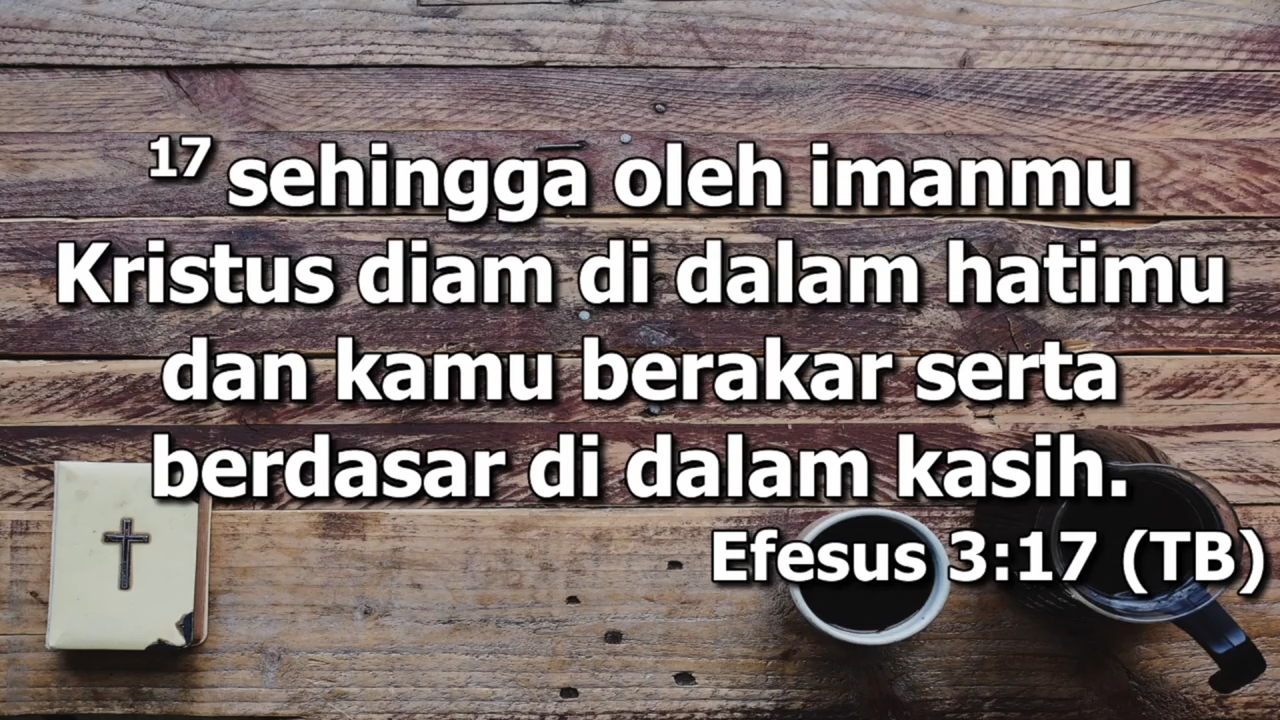 17 sehingga oleh imanmu
Kristus diam di dalam hatimu
dan kamu berakar serta
berdasar di dalam kasih.
Efesus 3:17 (TB)